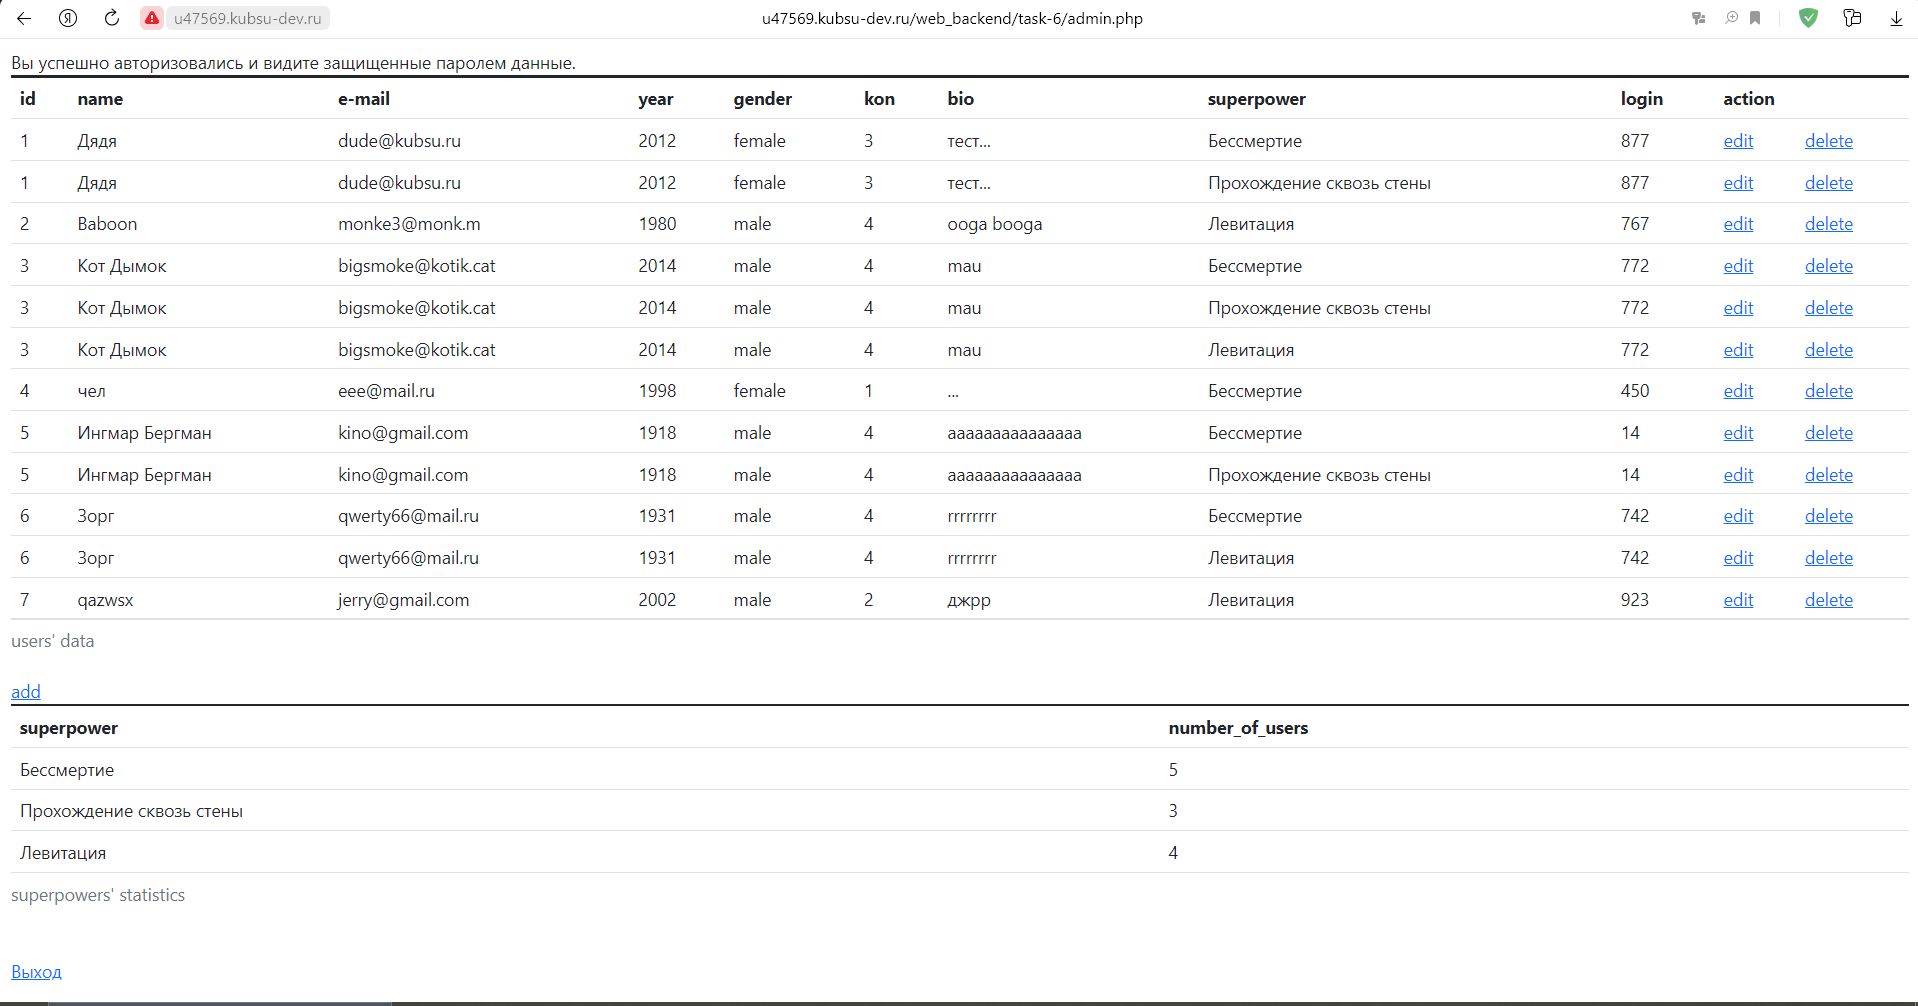 u47569.kubsu-dev.ru u47569.kubsu-dev.ru/web_backend/task-6/admin.php
Вы успешно авторизовались и видите защищенные паролем данные.
id name e-mail year gender kon bio superpower login action
1 Дядя dude@kubsu.ru 2012 female 3 тест... Бессмертие 877 edit delete
1 Дядя dude@kubsu.ru 2012 female 3 тест... Прохождение сквозь стены 877 edit delete
2 Baboon monke3@monk.m 1980 male 4 ooga booga Левитация 767 edit delete
3 Кот Дымок bigsmoke@kotik.cat 2014 male 4 mau Бессмертие 772 edit delete
3 Кот Дымок bigsmoke@kotik.cat 2014 male 4 mau Прохождение сквозь стены 772 edit delete
3 Кот Дымок bigsmoke@kotik.cat 2014 male 4 mau Левитация 772 edit delete
4 чел eee@mail.ru 1998 female 1 ... Бессмертие 450 edit delete
5 Ингмар Бергман kino@gmail.com 1918 male 4 aaaaaaaaaaaaaaa Бессмертие 14 edit delete
5 Ингмар Бергман kino@gmail.com 1918 male 4 aaaaaaaaaaaaaaa Прохождение сквозь стены 14 edit delete
6 Зорг qwerty66@mail.ru 1931 male 4 rrrrrrrr Бессмертие 742 edit delete
6 Зорг qwerty66@mail.ru 1931 male 4 rrrrrrrr Левитация 742 edit delete
7 qazwsx jerry@gmail.com 2002 male 2 джрр Левитация 923 edit delete
users' data
add
superpower number_of_users
Бессмертие 5
Прохождение сквозь стены 3
Левитация 4
superpowers' statistics
Выход